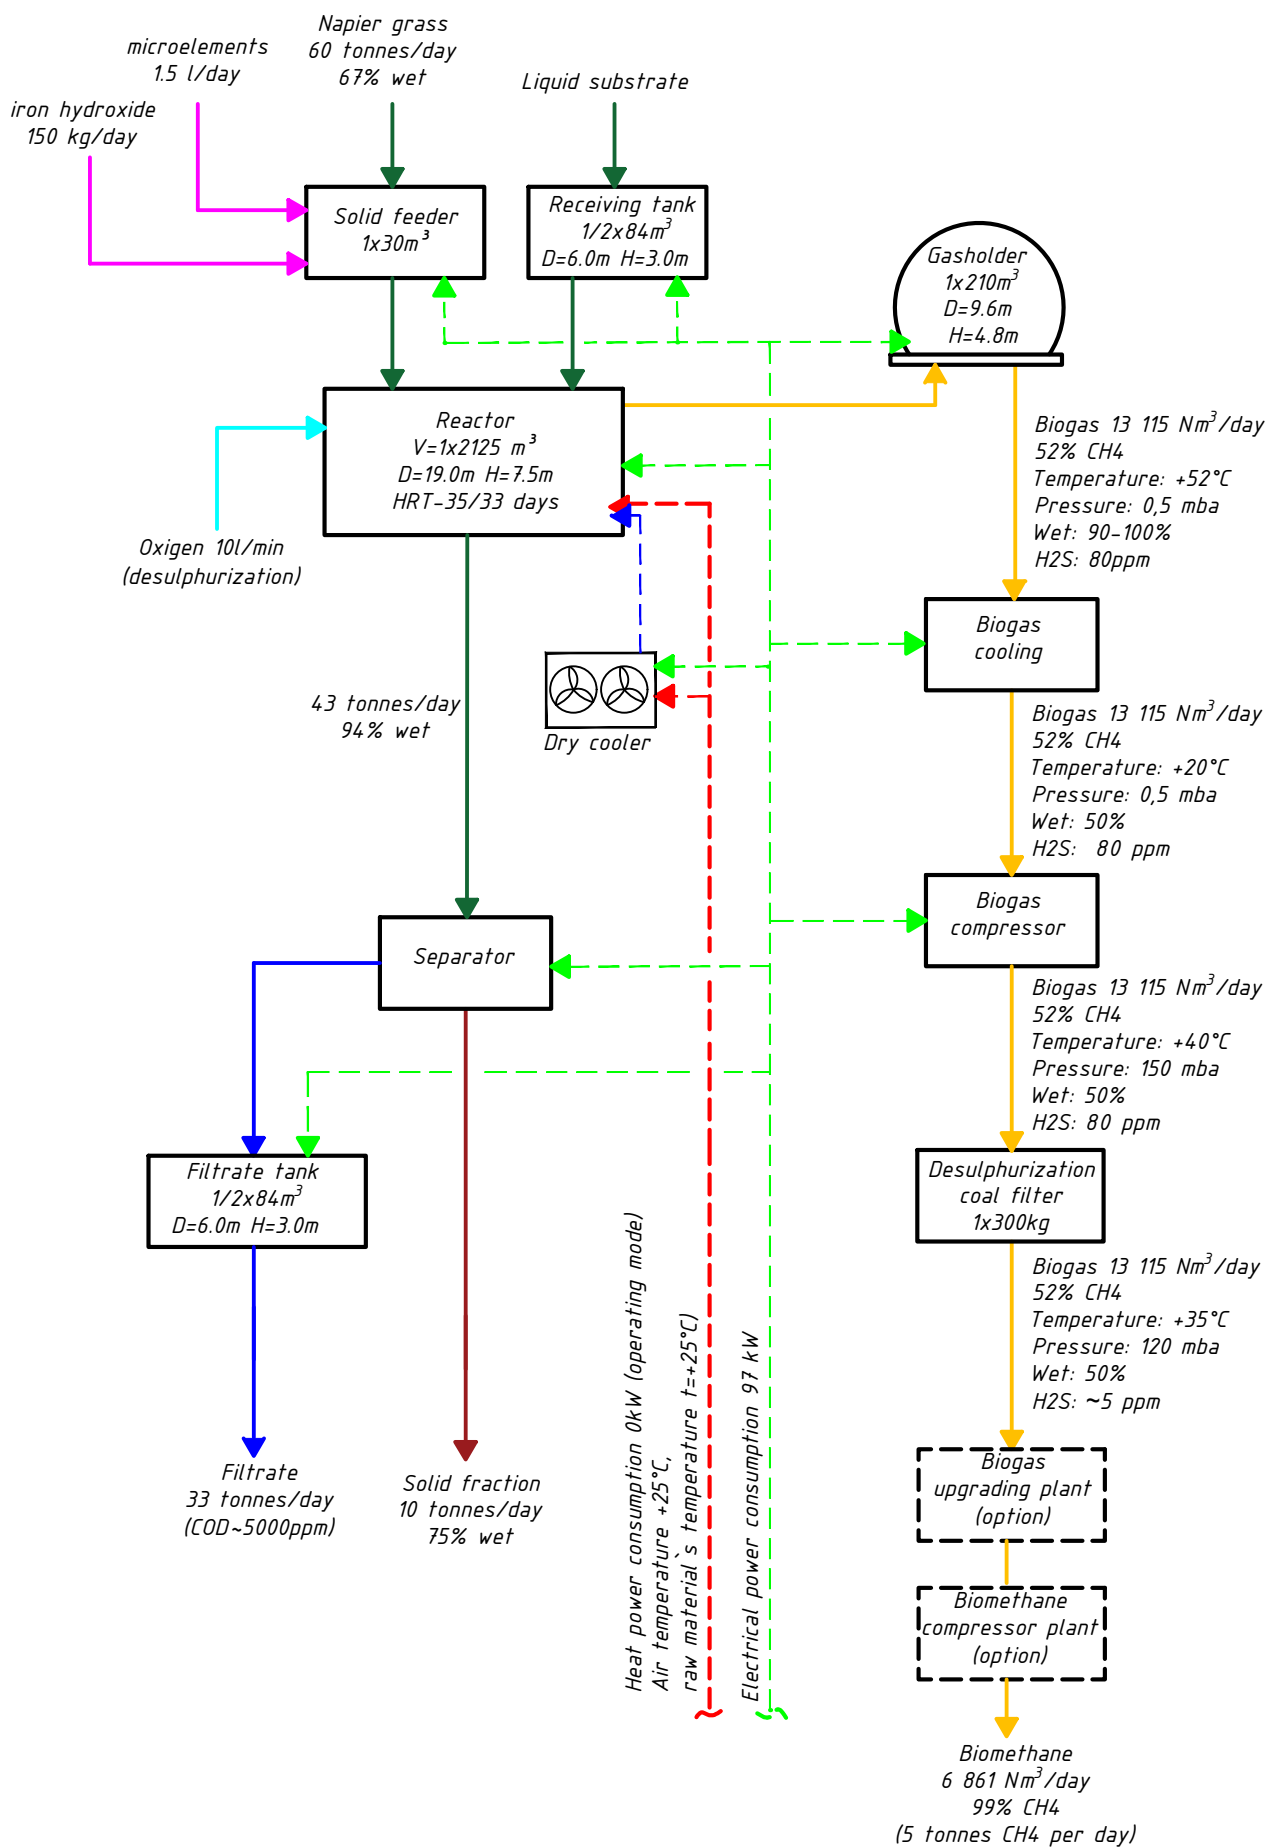 Napier grass
60 tonnes/day
67% wet
microelements
1.5 l/day
iron hydroxide
150 kg/day
Liquid substrate
Solid feeder
1x30m³
Receiving tank
1/2x84m³
D=6.0m H=3.0m
Gasholder
1x210m³
D=9.6m
H=4.8m
Reactor
V=1x2125 m³
D=19.0m H=7.5m
HRT-35/33 days
Oxigen 10l/min
(desulphurization)
Biogas 13 115 Nm³/day
52% CH4
Temperature: +52°C
Pressure: 0,5 mba
Wet: 90-100%
H2S: 80ppm
Biogas
cooling
Dry cooler
43 tonnes/day
94% wet
Biogas 13 115 Nm³/day
52% CH4
Temperature: +20°C
Pressure: 0,5 mba
Wet: 50%
H2S: 80 ppm
Biogas
compressor
Separator
Biogas 13 115 Nm³/day
52% CH4
Temperature: +40°C
Pressure: 150 mba
Wet: 50%
H2S: 80 ppm
Filtrate tank
1/2x84m³
D=6.0m H=3.0m
Desulphurization
coal filter
1x300kg
Biogas 13 115 Nm³/day
52% CH4
Temperature: +35°C
Pressure: 120 mba
Wet: 50%
H2S: ~5 ppm
Heat power consumption 0kW (operating mode)
Air temperature +25°C,
raw material`s temperature t=+25°C)
Electrical power consumption 97 kW
Filtrate
33 tonnes/day
(COD~5000ppm)
Solid fraction
10 tonnes/day
75% wet
Biogas
upgrading plant
(option)
Biomethane
compressor plant
(option)
Biomethane
6 861 Nm³/day
99% CH4
(5 tonnes CH4 per day)